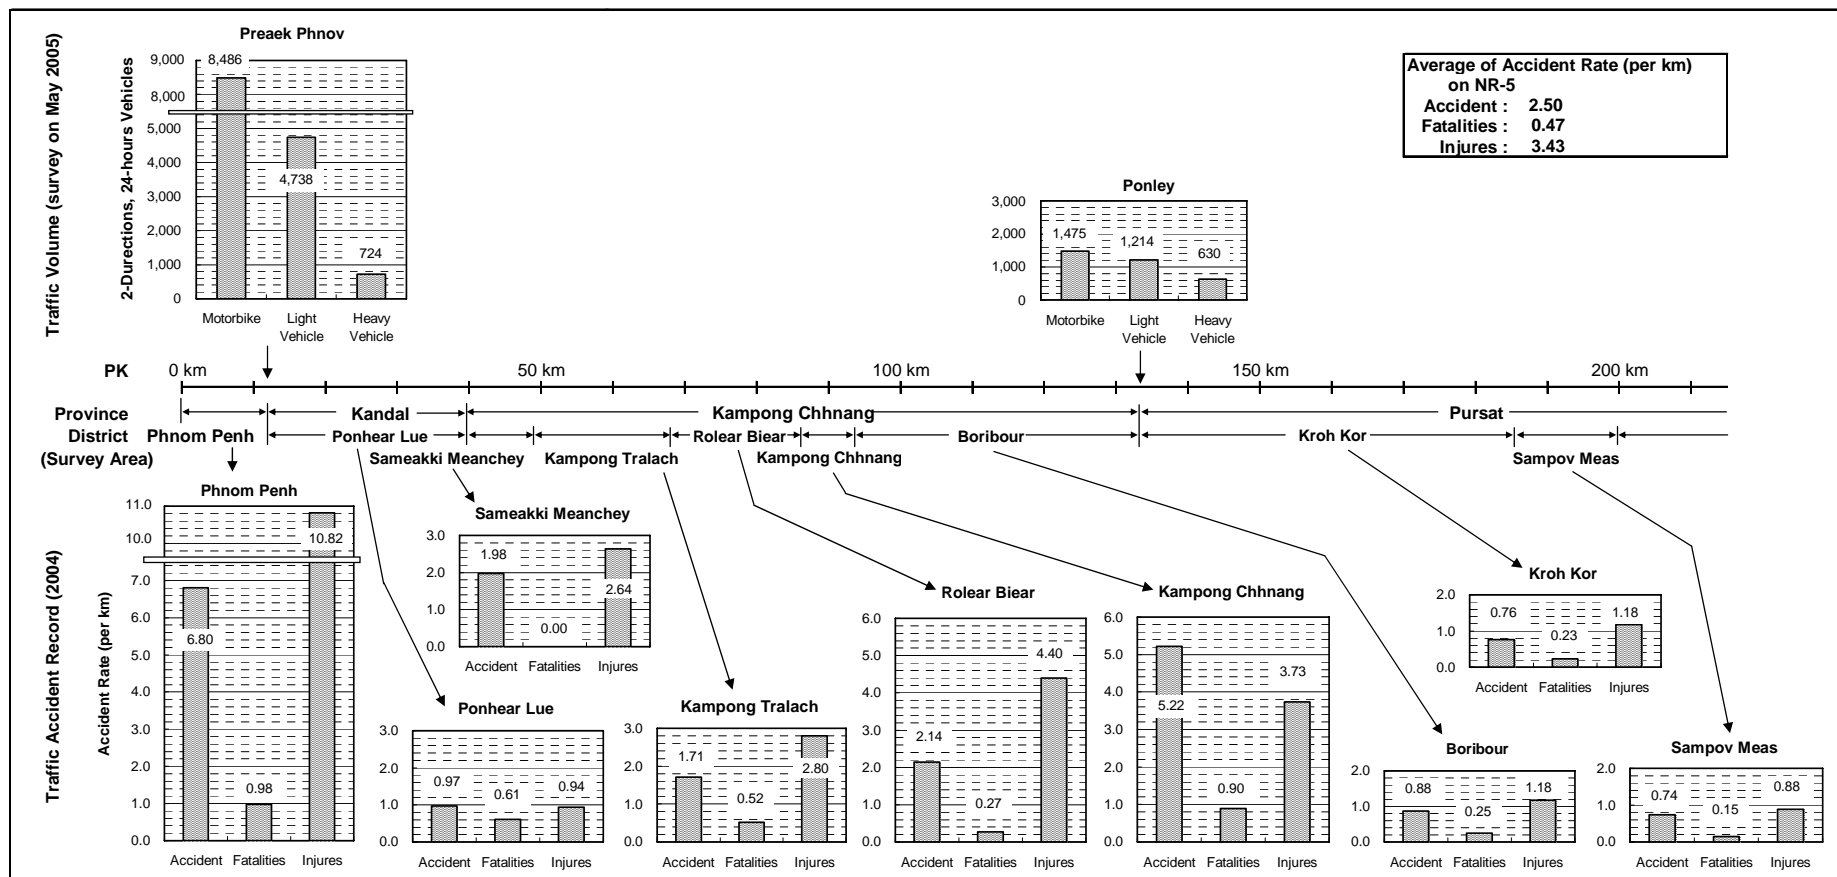 Traffic Volume (survey on May 2005)
2-Durections, 24-hours Vehicles
Preaek Phnov
9,000
8,000
5,000
4,000
3,000
2,000
1,000
0
8,486
4,738
724
Motorbike
Light Vehicle
Heavy Vehicle
Average of Accident Rate (per km)
on NR-5
Accident : 2.50
Fatalities : 0.47
Injures : 3.43
Ponley
3,000
2,000
1,000
0
1,475
1,214
630
Motorbike
Light Vehicle
Heavy Vehicle
PK 0 km 50 km 100 km 150 km 200 km
Province Kandal Kampong Chhnang Pursat
District Phnom Penh Ponhear Lue Rolear Biear Boribour Kroh Kor
(Survey Area) Sameakki Meanchey Kampong Tralach Kampong Chhnang Sampov Meas
Traffic Accident Record (2004)
Accident Rate (per km)
Phnom Penh
11.0
10.0
7.0
6.0
5.0
4.0
3.0
2.0
1.0
0.0
6.80
0.98
10.82
Accident Fatalities Injures
Sameakki Meanchey
3.0
2.0
1.0
0.0
1.98
0.00
2.64
Accident Fatalities Injures
Ponhear Lue
3.0
2.0
1.0
0.0
0.97
0.61
0.94
Accident Fatalities Injures
Kampong Tralach
3.0
2.0
1.0
0.0
1.71
0.52
2.80
Accident Fatalities Injures
Rolear Biear
6.0
5.0
4.0
3.0
2.0
1.0
0.0
2.14
0.27
4.40
Accident Fatalities Injures
Kampong Chhnang
6.0
5.0
4.0
3.0
2.0
1.0
0.0
5.22
0.90
3.73
Accident Fatalities Injures
Boribour
2.0
1.0
0.0
0.88
0.25
1.18
Accident Fatalities Injures
Kroh Kor
2.0
1.0
0.0
0.76
0.23
1.18
Accident Fatalities Injures
Sampov Meas
2.0
1.0
0.0
0.74
0.15
0.88
Accident Fatalities Injures